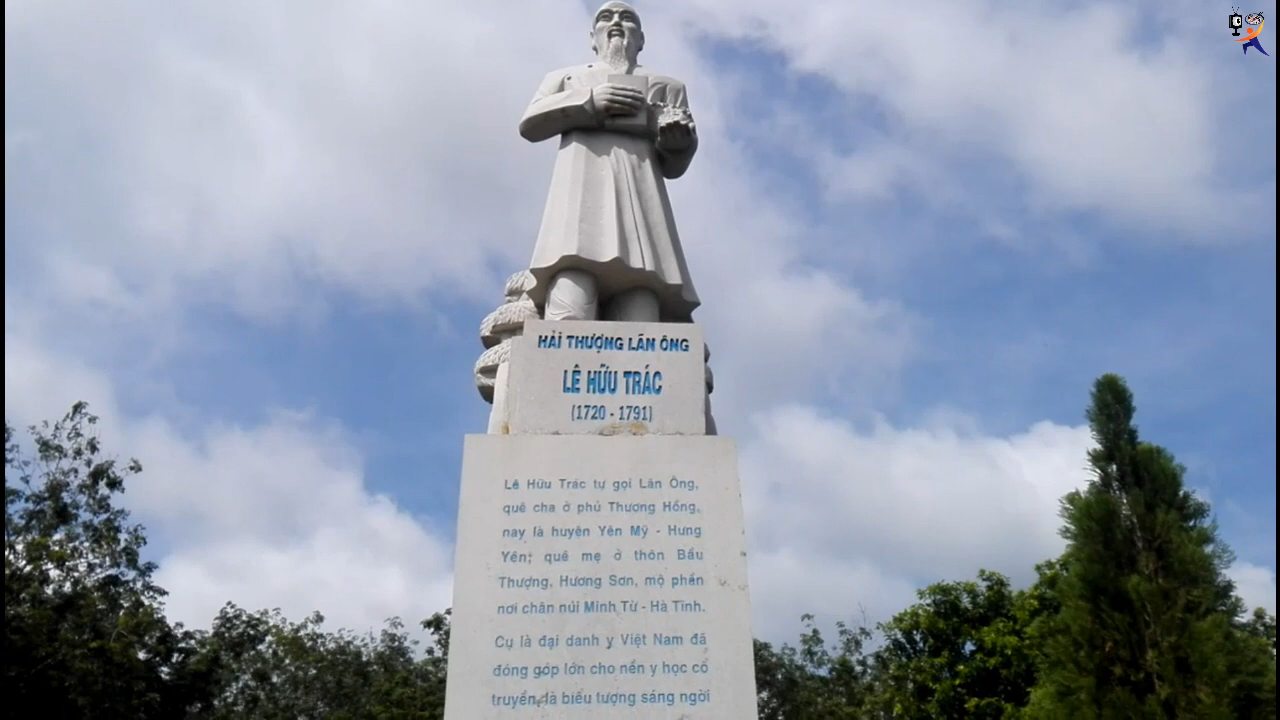 HẢI THƯỢNG LÃN ÔNG
LÊ HỮU TRÁC
(1720 - 1791)
Lê Hữu Trác tự gọi Lãn Ông,
quê cha ở phủ Thượng Hồng,
nay là huyện Yên Mỹ - Hưng
Yên; quê mẹ ở thôn Bầu
Thượng, Hương Sơn, mộ phần
nơi chân núi Minh Từ - Hà Tĩnh.
Cụ là đại danh y Việt Nam đã
đóng góp lớn cho nền y học cổ
truyền, là biểu tượng sáng ngời